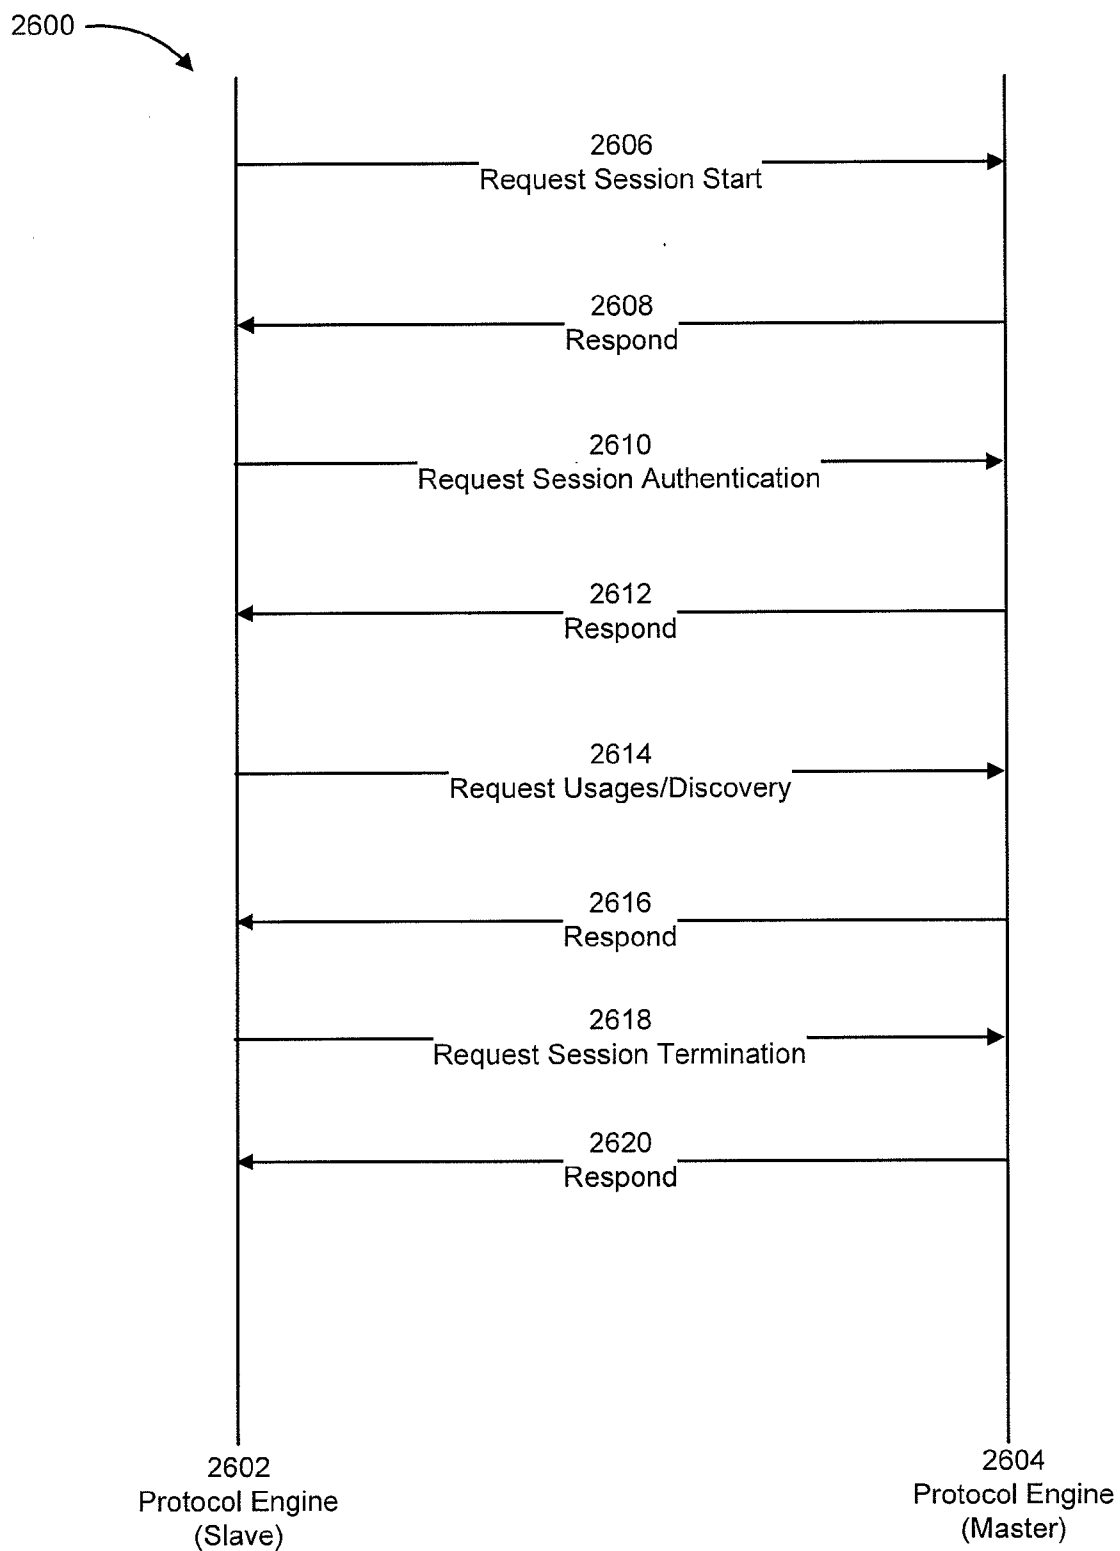 2600
2606
Request Session Start
2608
Respond
2610
Request Session Authentication
2612
Respond
2614
Request Usages/Discovery
2616
Respond
2618
Request Session Termination
2620
Respond
2602
Protocol Engine
(Slave)
2604
Protocol Engine
(Master)